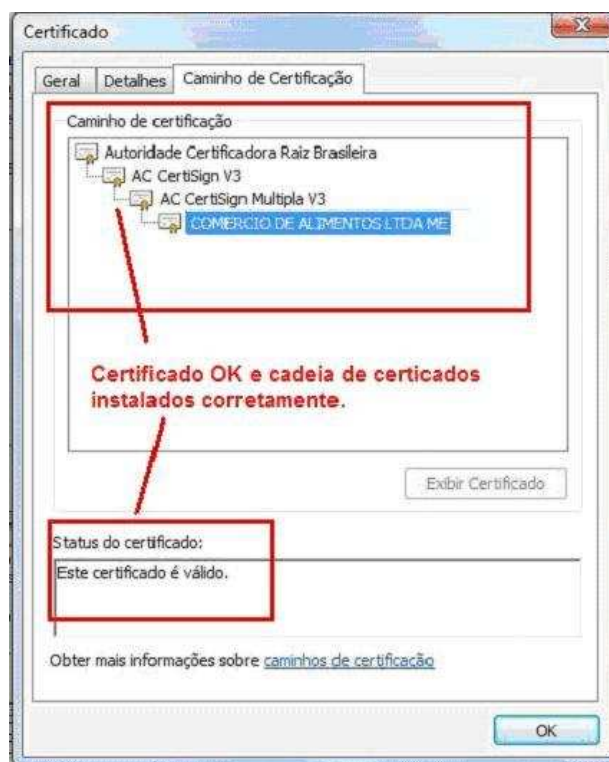 Certificado
Geral Detalhes Caminho de Certificação
Caminho de certificação
Autoridade Certificadora Raiz Brasileira
AC CertiSign V3
AC CertiSign Multipla V3
COMERCIO DE ALIMENTOS LTDA ME
Certificado OK e cadeia de certicados
instalados corretamente.
Exibir Certificado
Status do certificado:
Este certificado é válido.
Obter mais informações sobre caminhos de certificação
OK